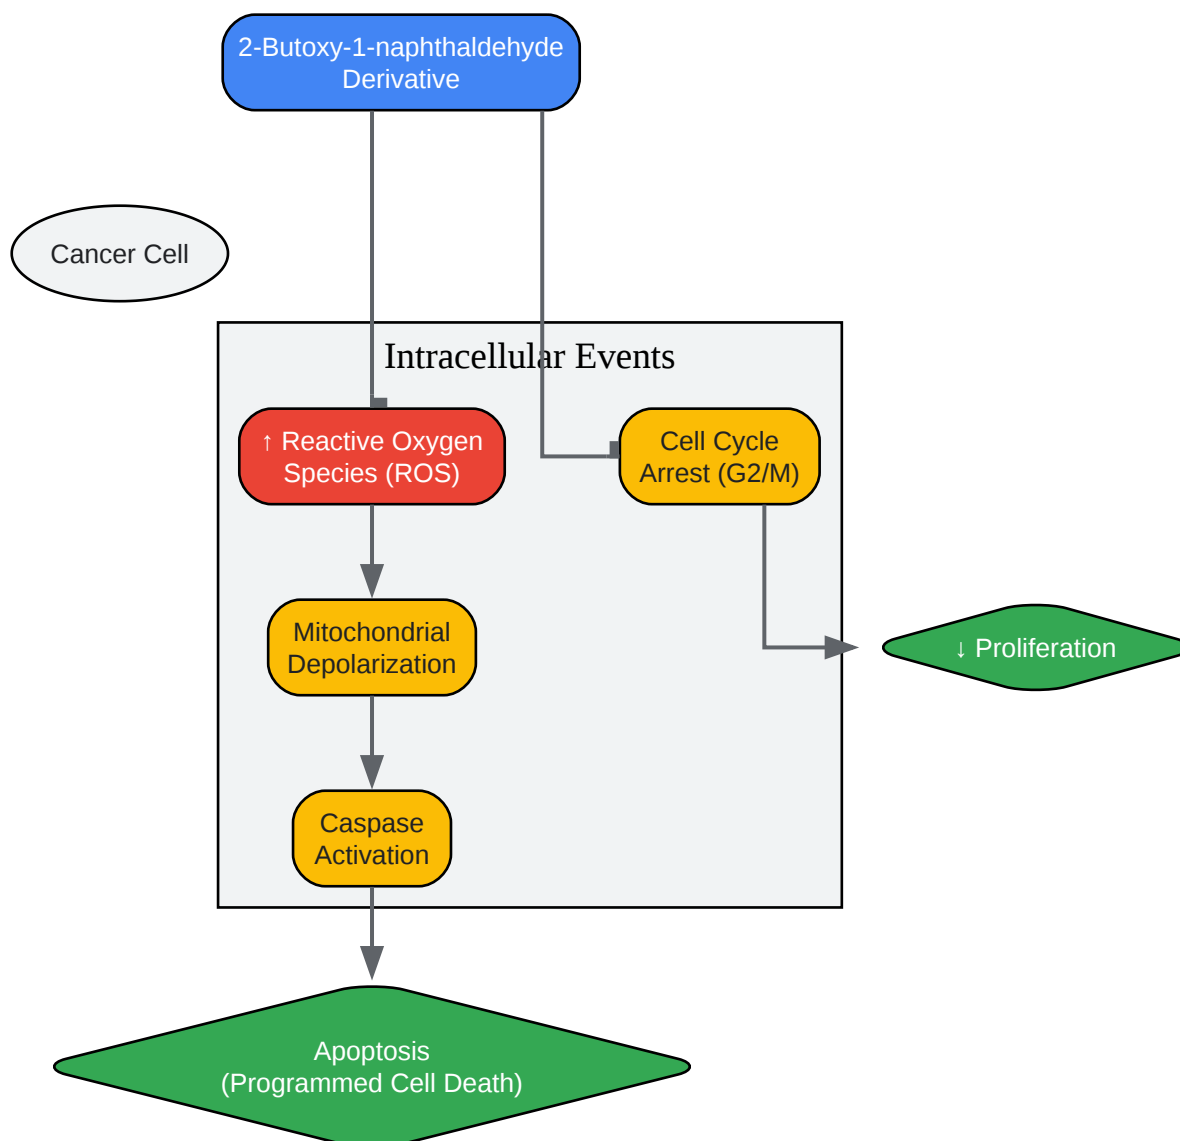 2-Butoxy-1-naphthaldehyde
Derivative
Cancer Cell
Intracellular Events
↑ Reactive Oxygen
Species (ROS)
Cell Cycle
Arrest (G2/M)
Mitochondrial
Depolarization
↓ Proliferation
Caspase
Activation
Apoptosis
(Programmed Cell Death)